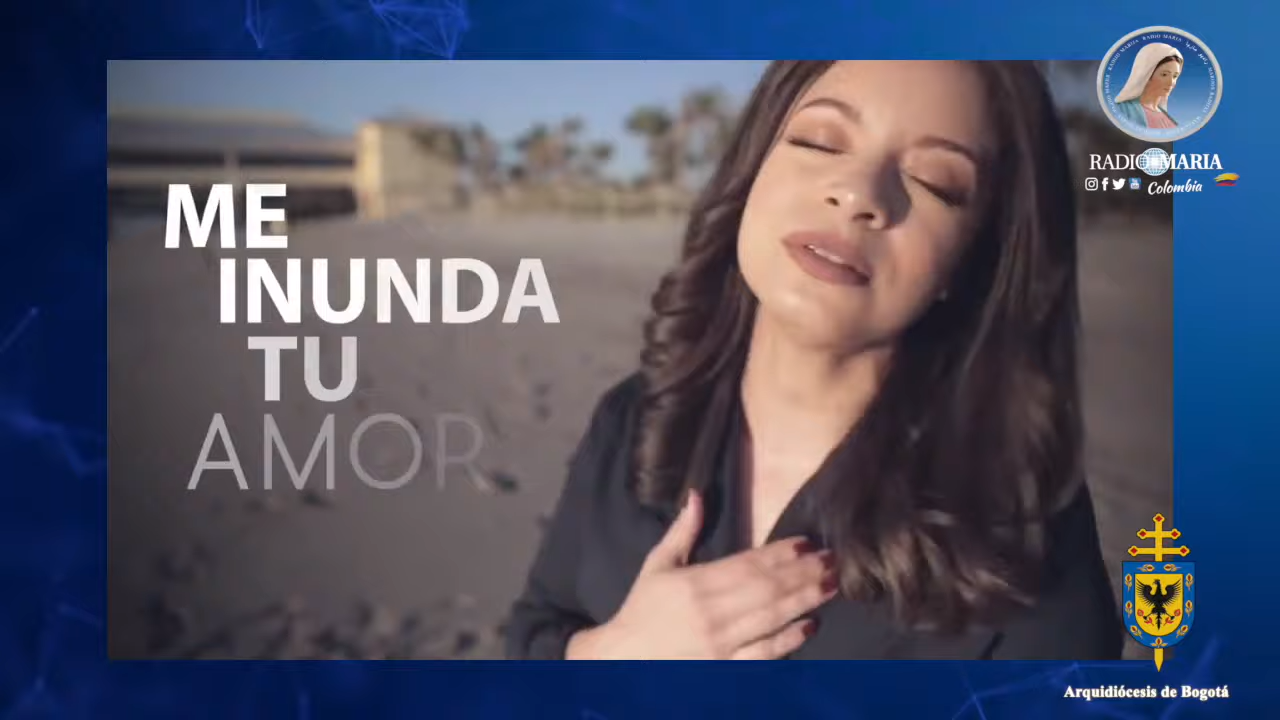 ME
INUNDA
TU
AMOR
RADIO MARIA
Colombia
Arquidiócesis de Bogotá